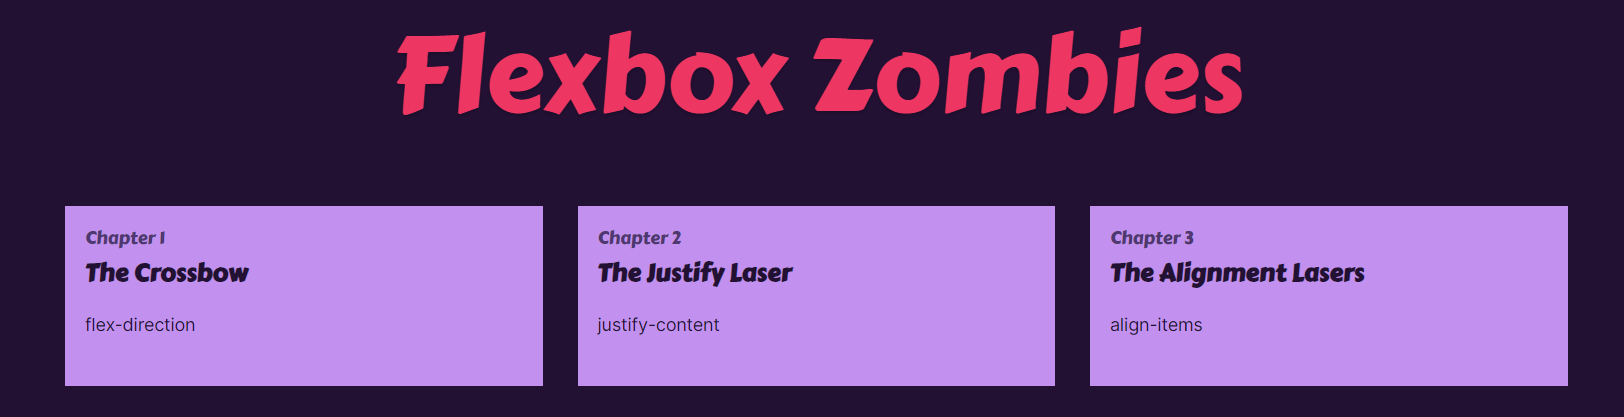 Flexbox Zombies
Chapter 1
The Crossbow
flex-direction
Chapter 2
The Justify Laser
justify-content
Chapter 3
The Alignment Lasers
align-items